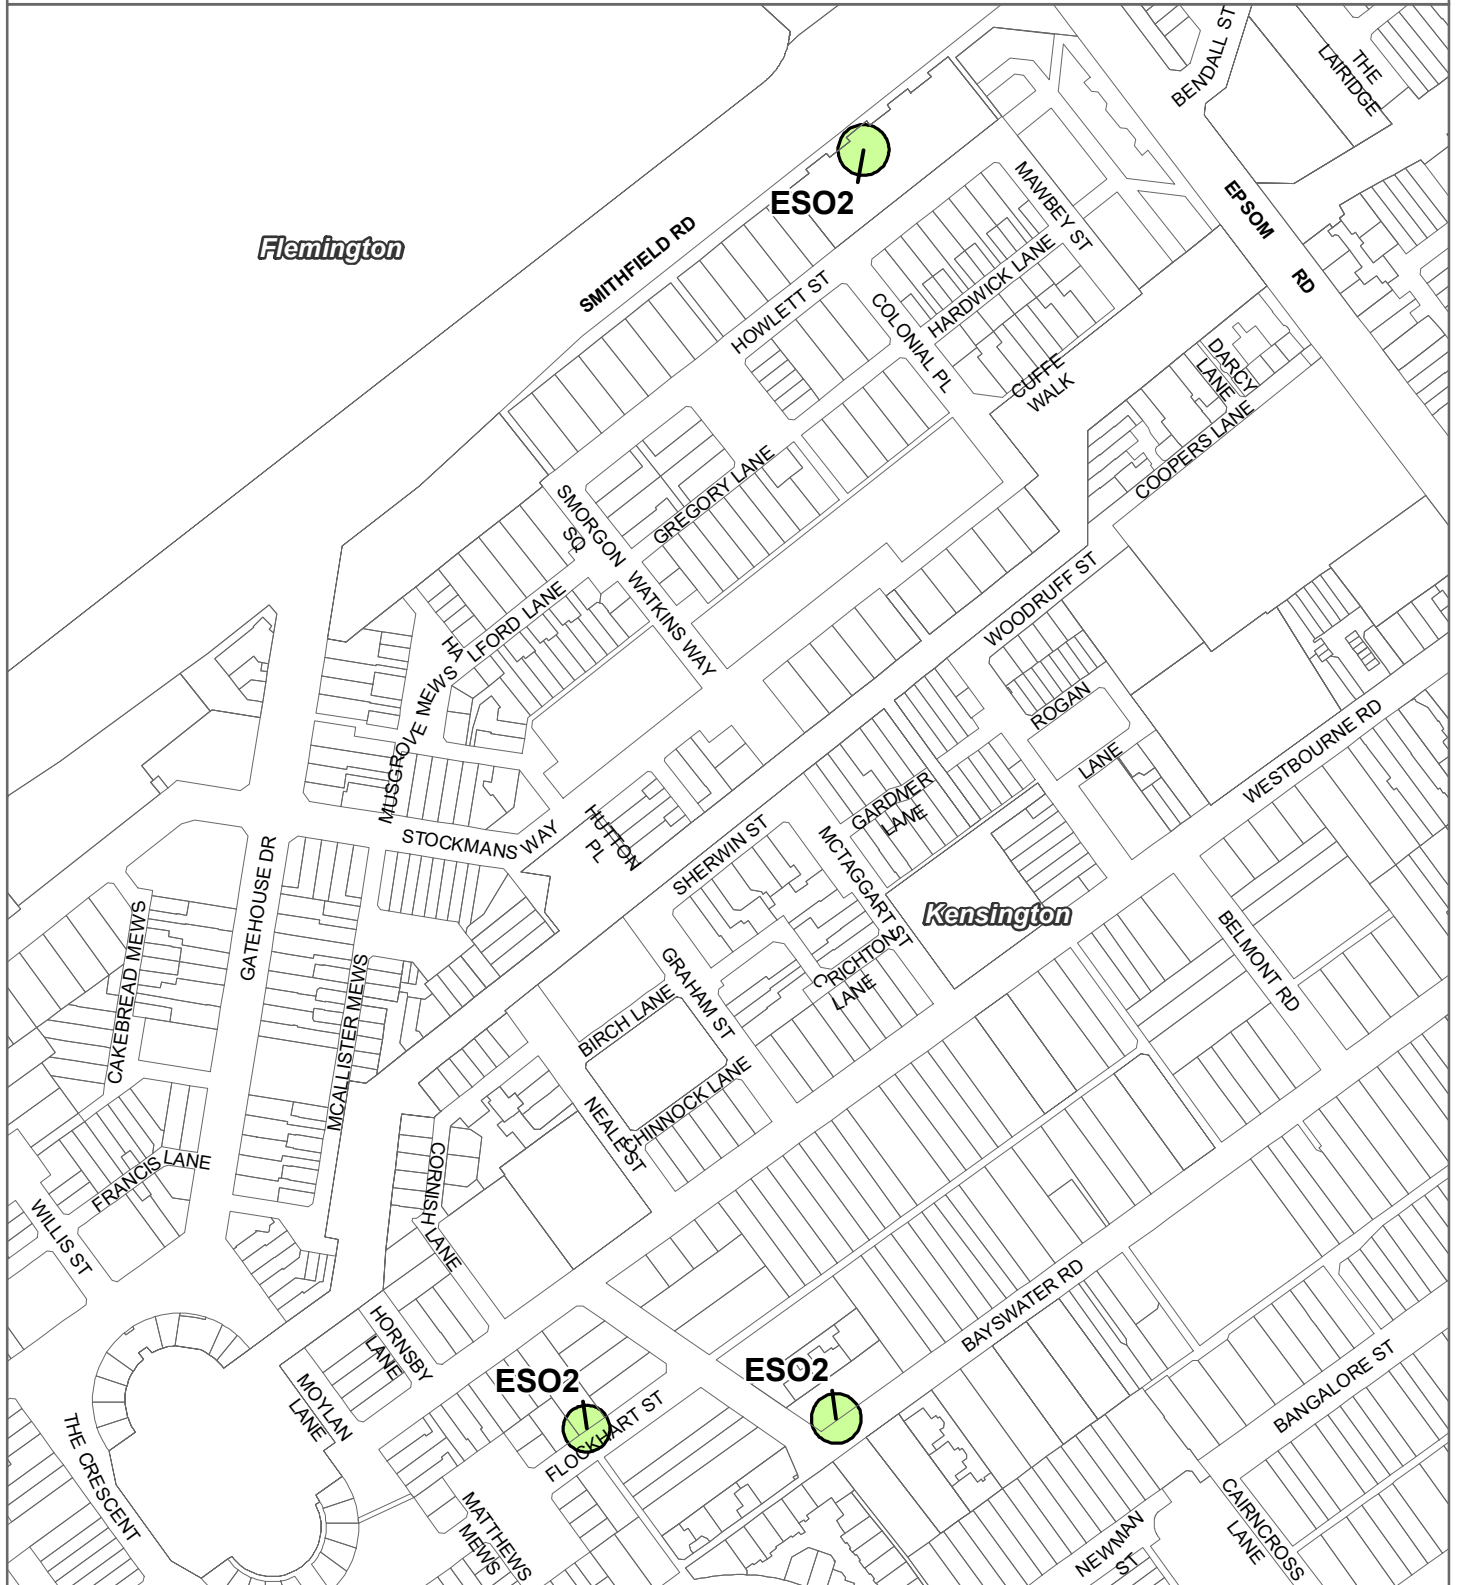 BENDALL ST
THE
LAIRIDGE
ESO2
MAWBEY ST
EPSOM
RD
Flemington
SMITHFIELD RD
HOWLETT ST
COLONIAL PL
HARDWICK LANE
CUFFE
WALK
DARCY
LANE
COOPERS LANE
SMORGON
SQ
GREGORY LANE
WATKINS WAY
HA
LFORD LANE
WOODRUFF ST
MUSGROVE MEWS
ROGAN
LANE
WESTBOURNE RD
STOCKMANS WAY
HUTTON
PL
SHERWIN ST
GARDNER
LANE
MCTAGGART ST
Kensington
GATEHOUSE DR
CAKEBREAD MEWS
MCALLISTER MEWS
GRAHAM ST
CRICHTON
LANE
BELMONT RD
BIRCH LANE
CHINNOCK LANE
NEALE ST
CORNISH
LANE
FRANCIS LANE
WILLIS ST
HORNSBY
LANE
MOYLAN
LANE
BAYSWATER RD
BANGALORE ST
ESO2
ESO2
FLOCKHART ST
THE CRESCENT
MATTHEWS
MEWS
NEWMAN
ST
CAIRNCROSS
LANE